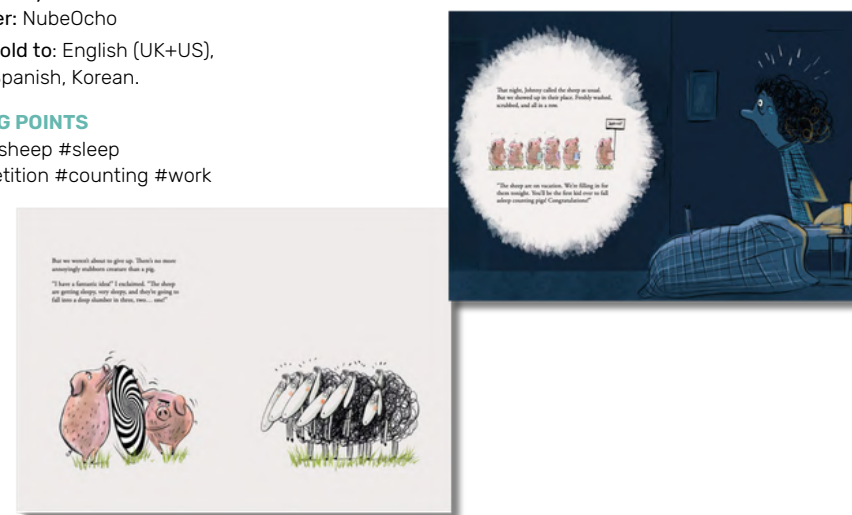 er: NubeOcho
old to: English (UK+US),
panish, Korean.
G POINTS
sheep #sleep
etition #counting #work
That night, Johnny called the sheep as usual.
But we showed up in their place. Freshly washed,
scrubbed, and all in a row.
"The sheep are on vacation. We're filling in for
them tonight. You'll be the first kid ever to fall
asleep counting pigs! Congratulations!"
But we weren't about to give up. There's no more
annoyingly stubborn creature than a pig.
"I have a fantastic idea!" I exclaimed. "The sheep
are getting sleepy, very sleepy, and they're going to
fall into a deep slumber in three, two… one!"